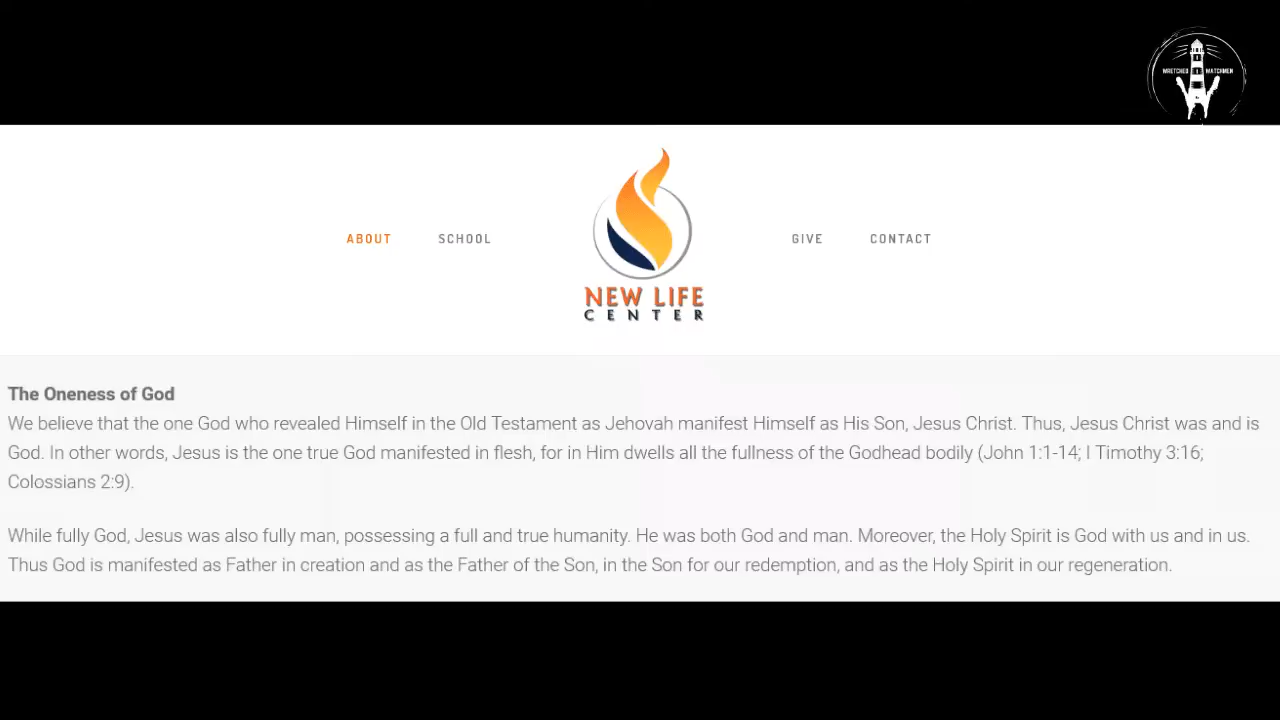 WRETCHED WATCHMEN
ABOUT SCHOOL GIVE CONTACT
NEW LIFE
CENTER
The Oneness of God
We believe that the one God who revealed Himself in the Old Testament as Jehovah manifest Himself as His Son, Jesus Christ. Thus, Jesus Christ was and is
God. In other words, Jesus is the one true God manifested in flesh, for in Him dwells all the fullness of the Godhead bodily (John 1:1-14; I Timothy 3:16;
Colossians 2:9).
While fully God, Jesus was also fully man, possessing a full and true humanity. He was both God and man. Moreover, the Holy Spirit is God with us and in us.
Thus God is manifested as Father in creation and as the Father of the Son, in the Son for our redemption, and as the Holy Spirit in our regeneration.